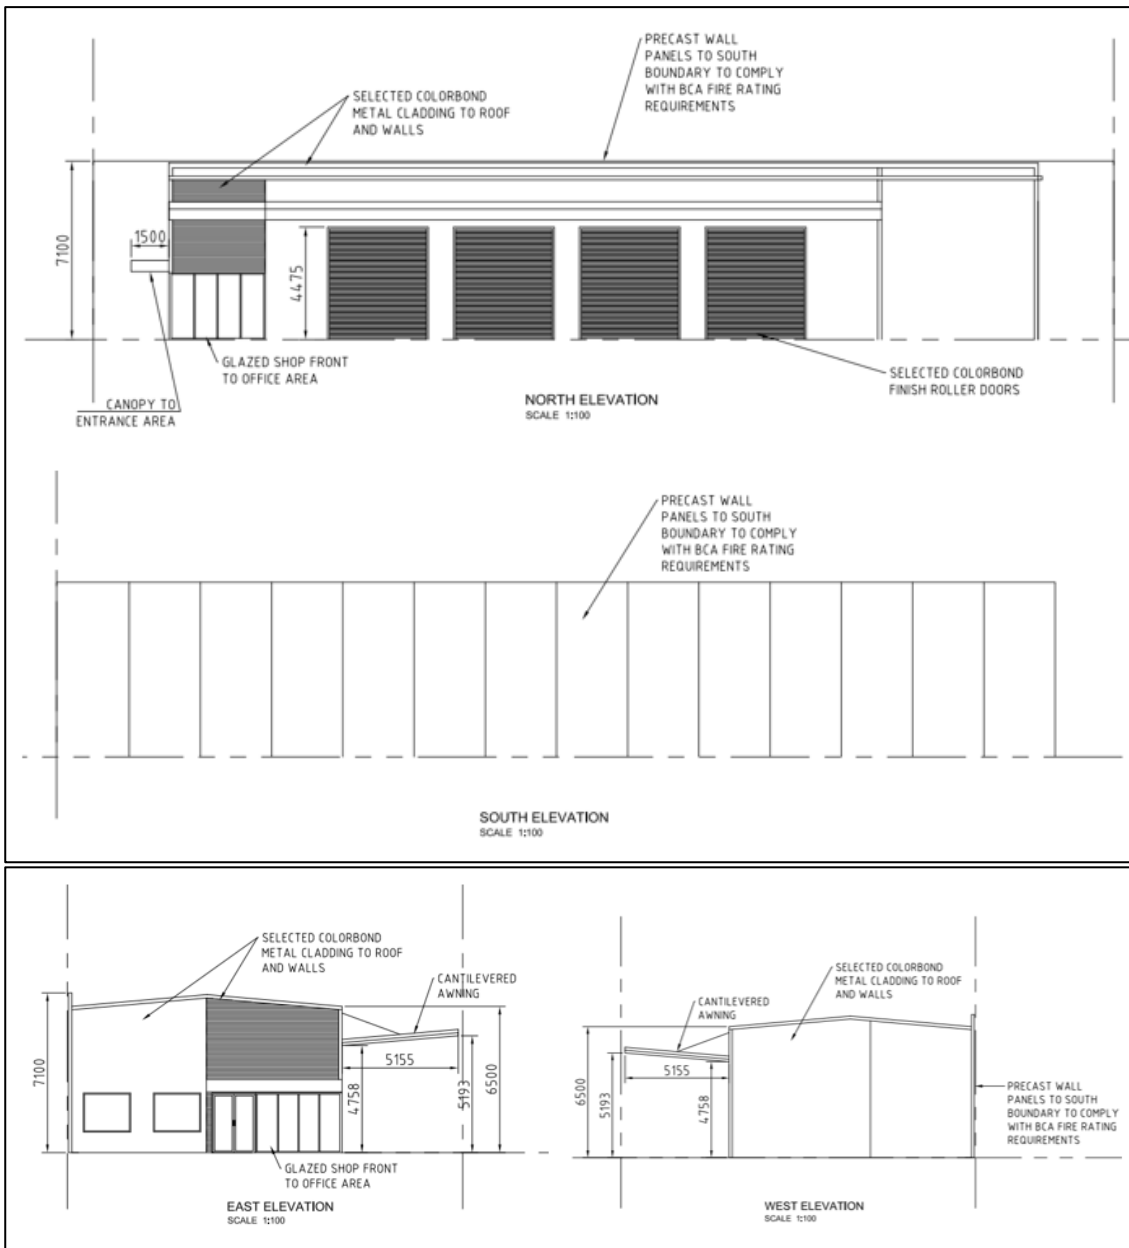 PRECAST WALL
PANELS TO SOUTH
BOUNDARY TO COMPLY
WITH BCA FIRE RATING
REQUIREMENTS
SELECTED COLORBOND
METAL CLADDING TO ROOF
AND WALLS
7100
1500
4475
GLAZED SHOP FRONT
TO OFFICE AREA
CANOPY TO
ENTRANCE AREA
SELECTED COLORBOND
FINISH ROLLER DOORS
NORTH ELEVATION
SCALE 1:100
PRECAST WALL
PANELS TO SOUTH
BOUNDARY TO COMPLY
WITH BCA FIRE RATING
REQUIREMENTS
SOUTH ELEVATION
SCALE 1:100
SELECTED COLORBOND
METAL CLADDING TO ROOF
AND WALLS
CANTILEVERED
AWNING
7100
5155
4758
5193
6500
GLAZED SHOP FRONT
TO OFFICE AREA
EAST ELEVATION
SCALE 1:100
SELECTED COLORBOND
METAL CLADDING TO ROOF
AND WALLS
CANTILEVERED
AWNING
6500
5193
5155
4758
PRECAST WALL
PANELS TO SOUTH
BOUNDARY TO COMPLY
WITH BCA FIRE RATING
REQUIREMENTS
WEST ELEVATION
SCALE 1:100